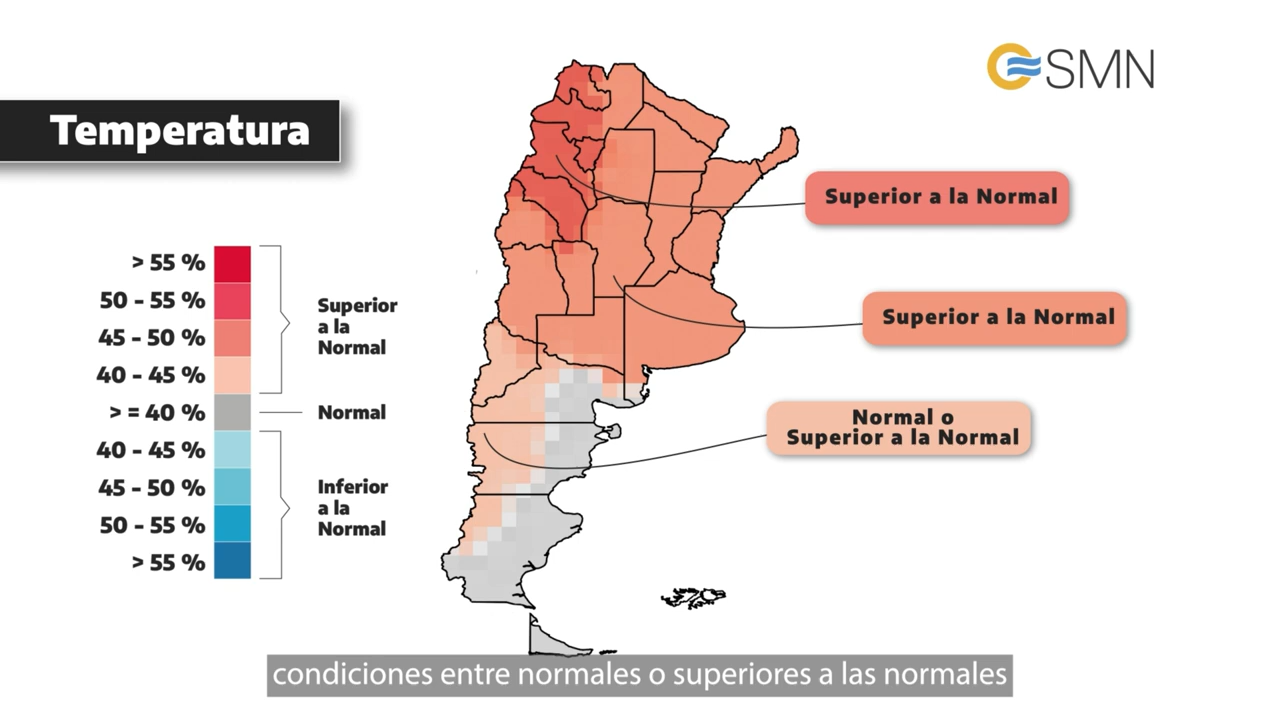 SMN
Temperatura
> 55 %
50 - 55 %
45 - 50 %
40 - 45 %
> = 40 %
40 - 45 %
45 - 50 %
50 - 55 %
> 55 %
Superior
a la
Normal
Normal
Inferior
a la
Normal
Superior a la Normal
Superior a la Normal
Normal o
Superior a la Normal
condiciones entre normales o superiores a las normales